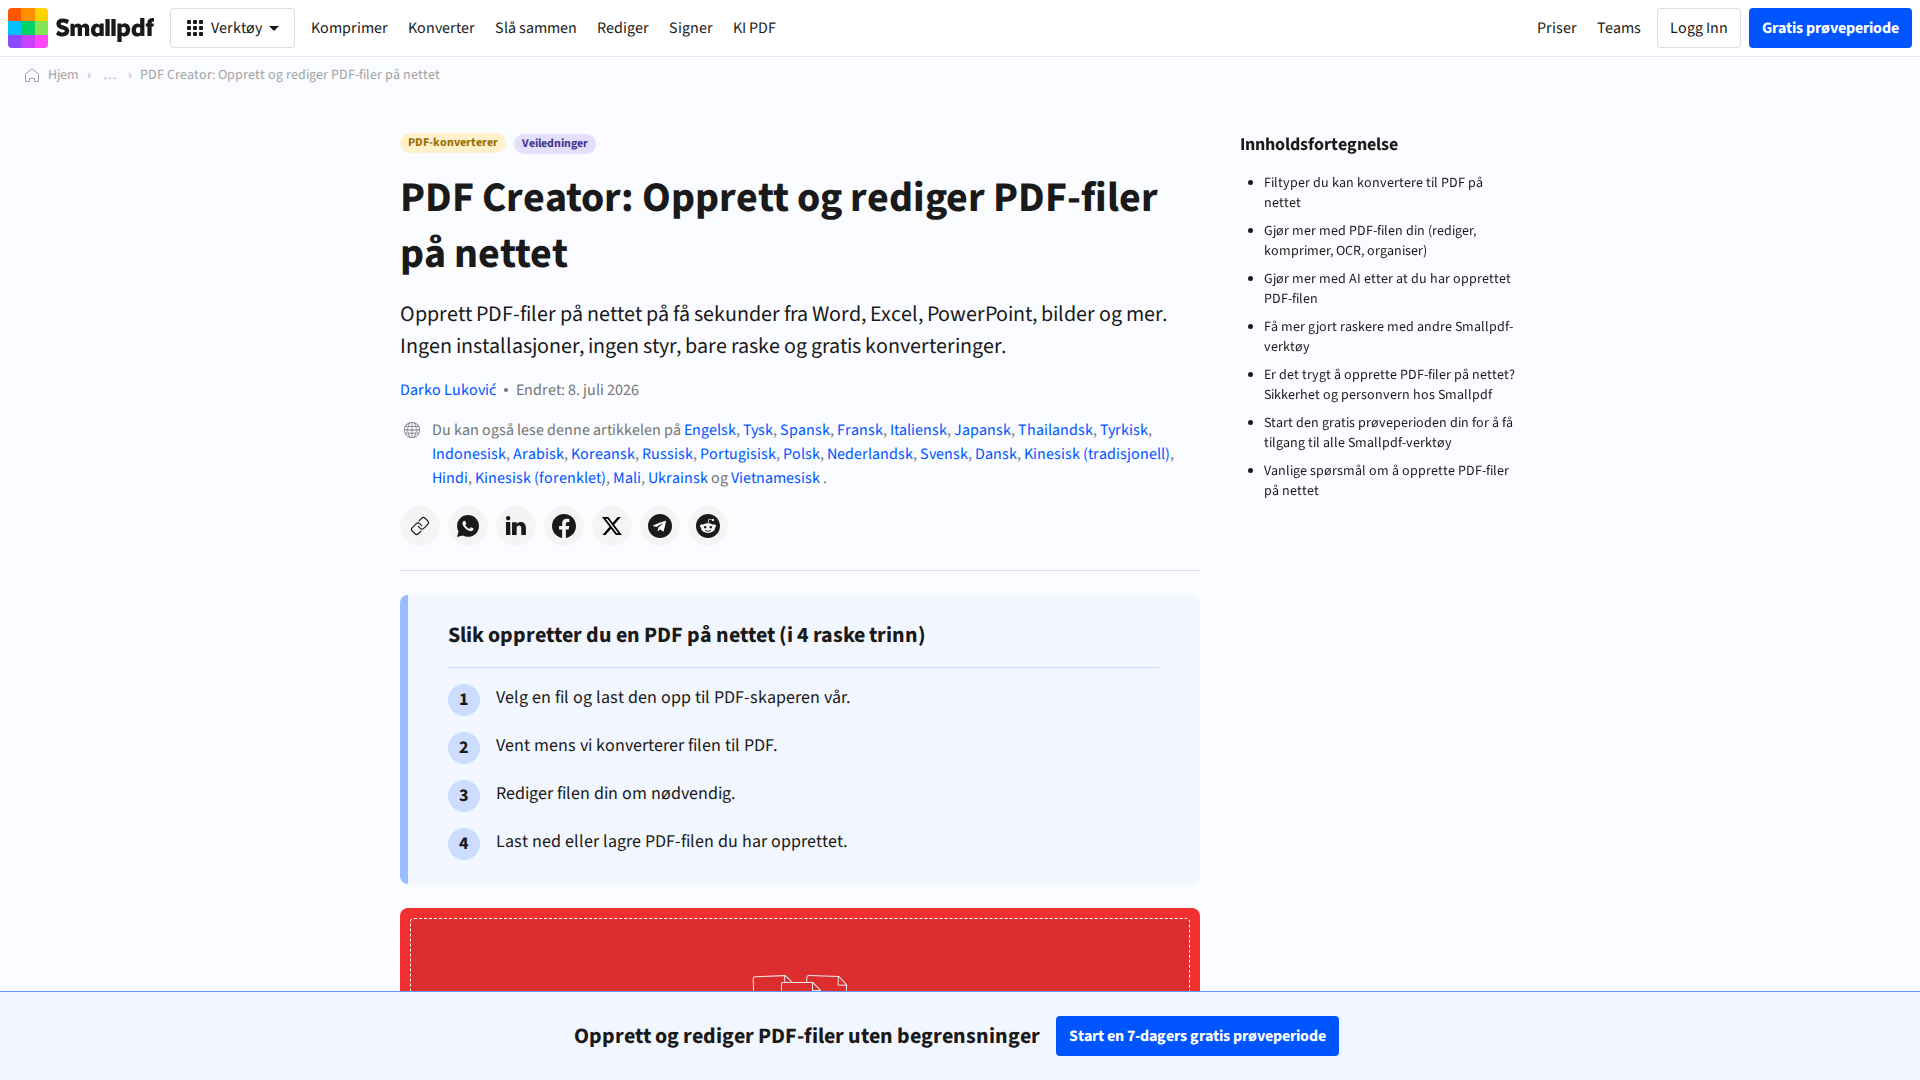 Smallpdf
Verktøy
Komprimer
Konverter
Slå sammen
Rediger
Signer
KI PDF
Priser
Teams
Logg Inn
Gratis prøveperiode
Hjem › … › PDF Creator: Opprett og rediger PDF-filer på nettet
PDF-konverterer
Veiledninger
PDF Creator: Opprett og rediger PDF-filer
på nettet
Opprett PDF-filer på nettet på få sekunder fra Word, Excel, PowerPoint, bilder og mer.
Ingen installasjoner, ingen styr, bare raske og gratis konverteringer.
Darko Luković • Endret: 8. juli 2026
Du kan også lese denne artikkelen på Engelsk, Tysk, Spansk, Fransk, Italiensk, Japansk, Thailandsk, Tyrkisk,
Indonesisk, Arabisk, Koreansk, Russisk, Portugisisk, Polsk, Nederlandsk, Svensk, Dansk, Kinesisk (tradisjonell),
Hindi, Kinesisk (forenklet), Mali, Ukrainsk og Vietnamesisk .
Slik oppretter du en PDF på nettet (i 4 raske trinn)
1 Velg en fil og last den opp til PDF-skaperen vår.
2 Vent mens vi konverterer filen til PDF.
3 Rediger filen din om nødvendig.
4 Last ned eller lagre PDF-filen du har opprettet.
Innholdsfortegnelse
Filtyper du kan konvertere til PDF på
nettet
Gjør mer med PDF-filen din (rediger,
komprimer, OCR, organiser)
Gjør mer med AI etter at du har opprettet
PDF-filen
Få mer gjort raskere med andre Smallpdf-
verktøy
Er det trygt å opprette PDF-filer på nettet?
Sikkerhet og personvern hos Smallpdf
Start den gratis prøveperioden din for å få
tilgang til alle Smallpdf-verktøy
Vanlige spørsmål om å opprette PDF-filer
på nettet
Opprett og rediger PDF-filer uten begrensninger
Start en 7-dagers gratis prøveperiode